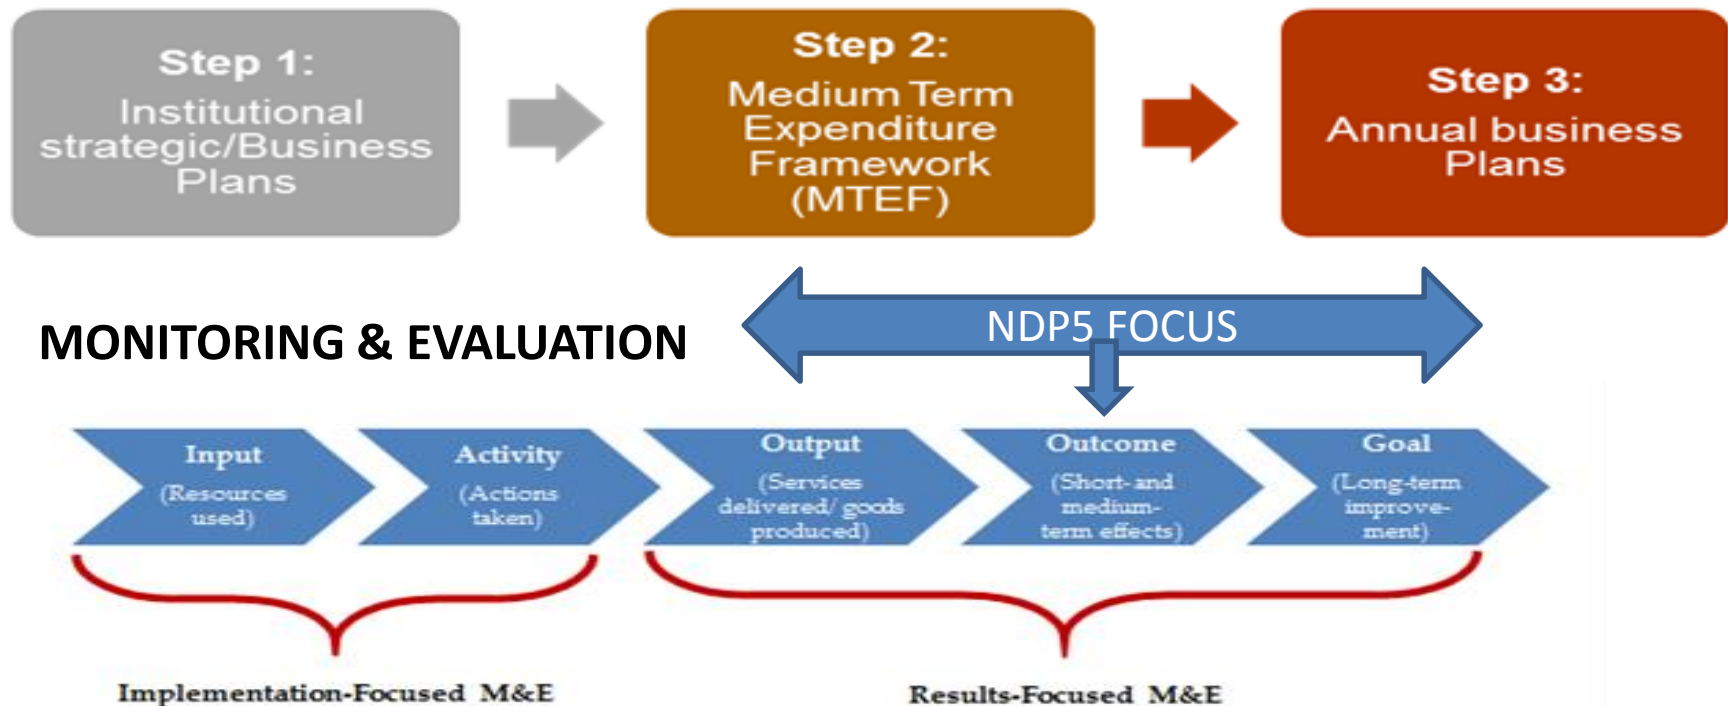 Step 1:
Institutional
strategic/Business
Plans
Step 2:
Medium Term
Expenditure
Framework
(MTEF)
Step 3:
Annual business
Plans
MONITORING & EVALUATION
NDP5 FOCUS
Input
(Resources
used)
Activity
(Actions
taken)
Output
(Services
delivered/ goods
produced)
Outcome
(Short- and
medium-
term effects)
Goal
(Long-term
improve-
ment)
Implementation-Focused M&E
Results-Focused M&E